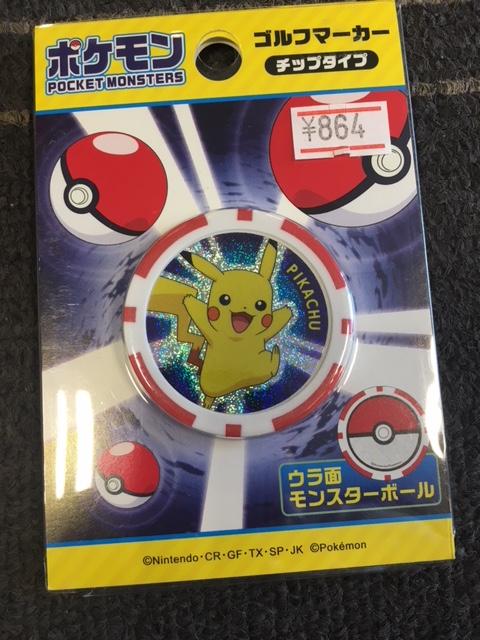 ポケモン
POCKET MONSTERS
ゴルフマーカー
チップタイプ
¥864
PIKACHU
ウラ面
モンスターボール
©Nintendo・CR・GF・TX・SP・JK ©Pokémon